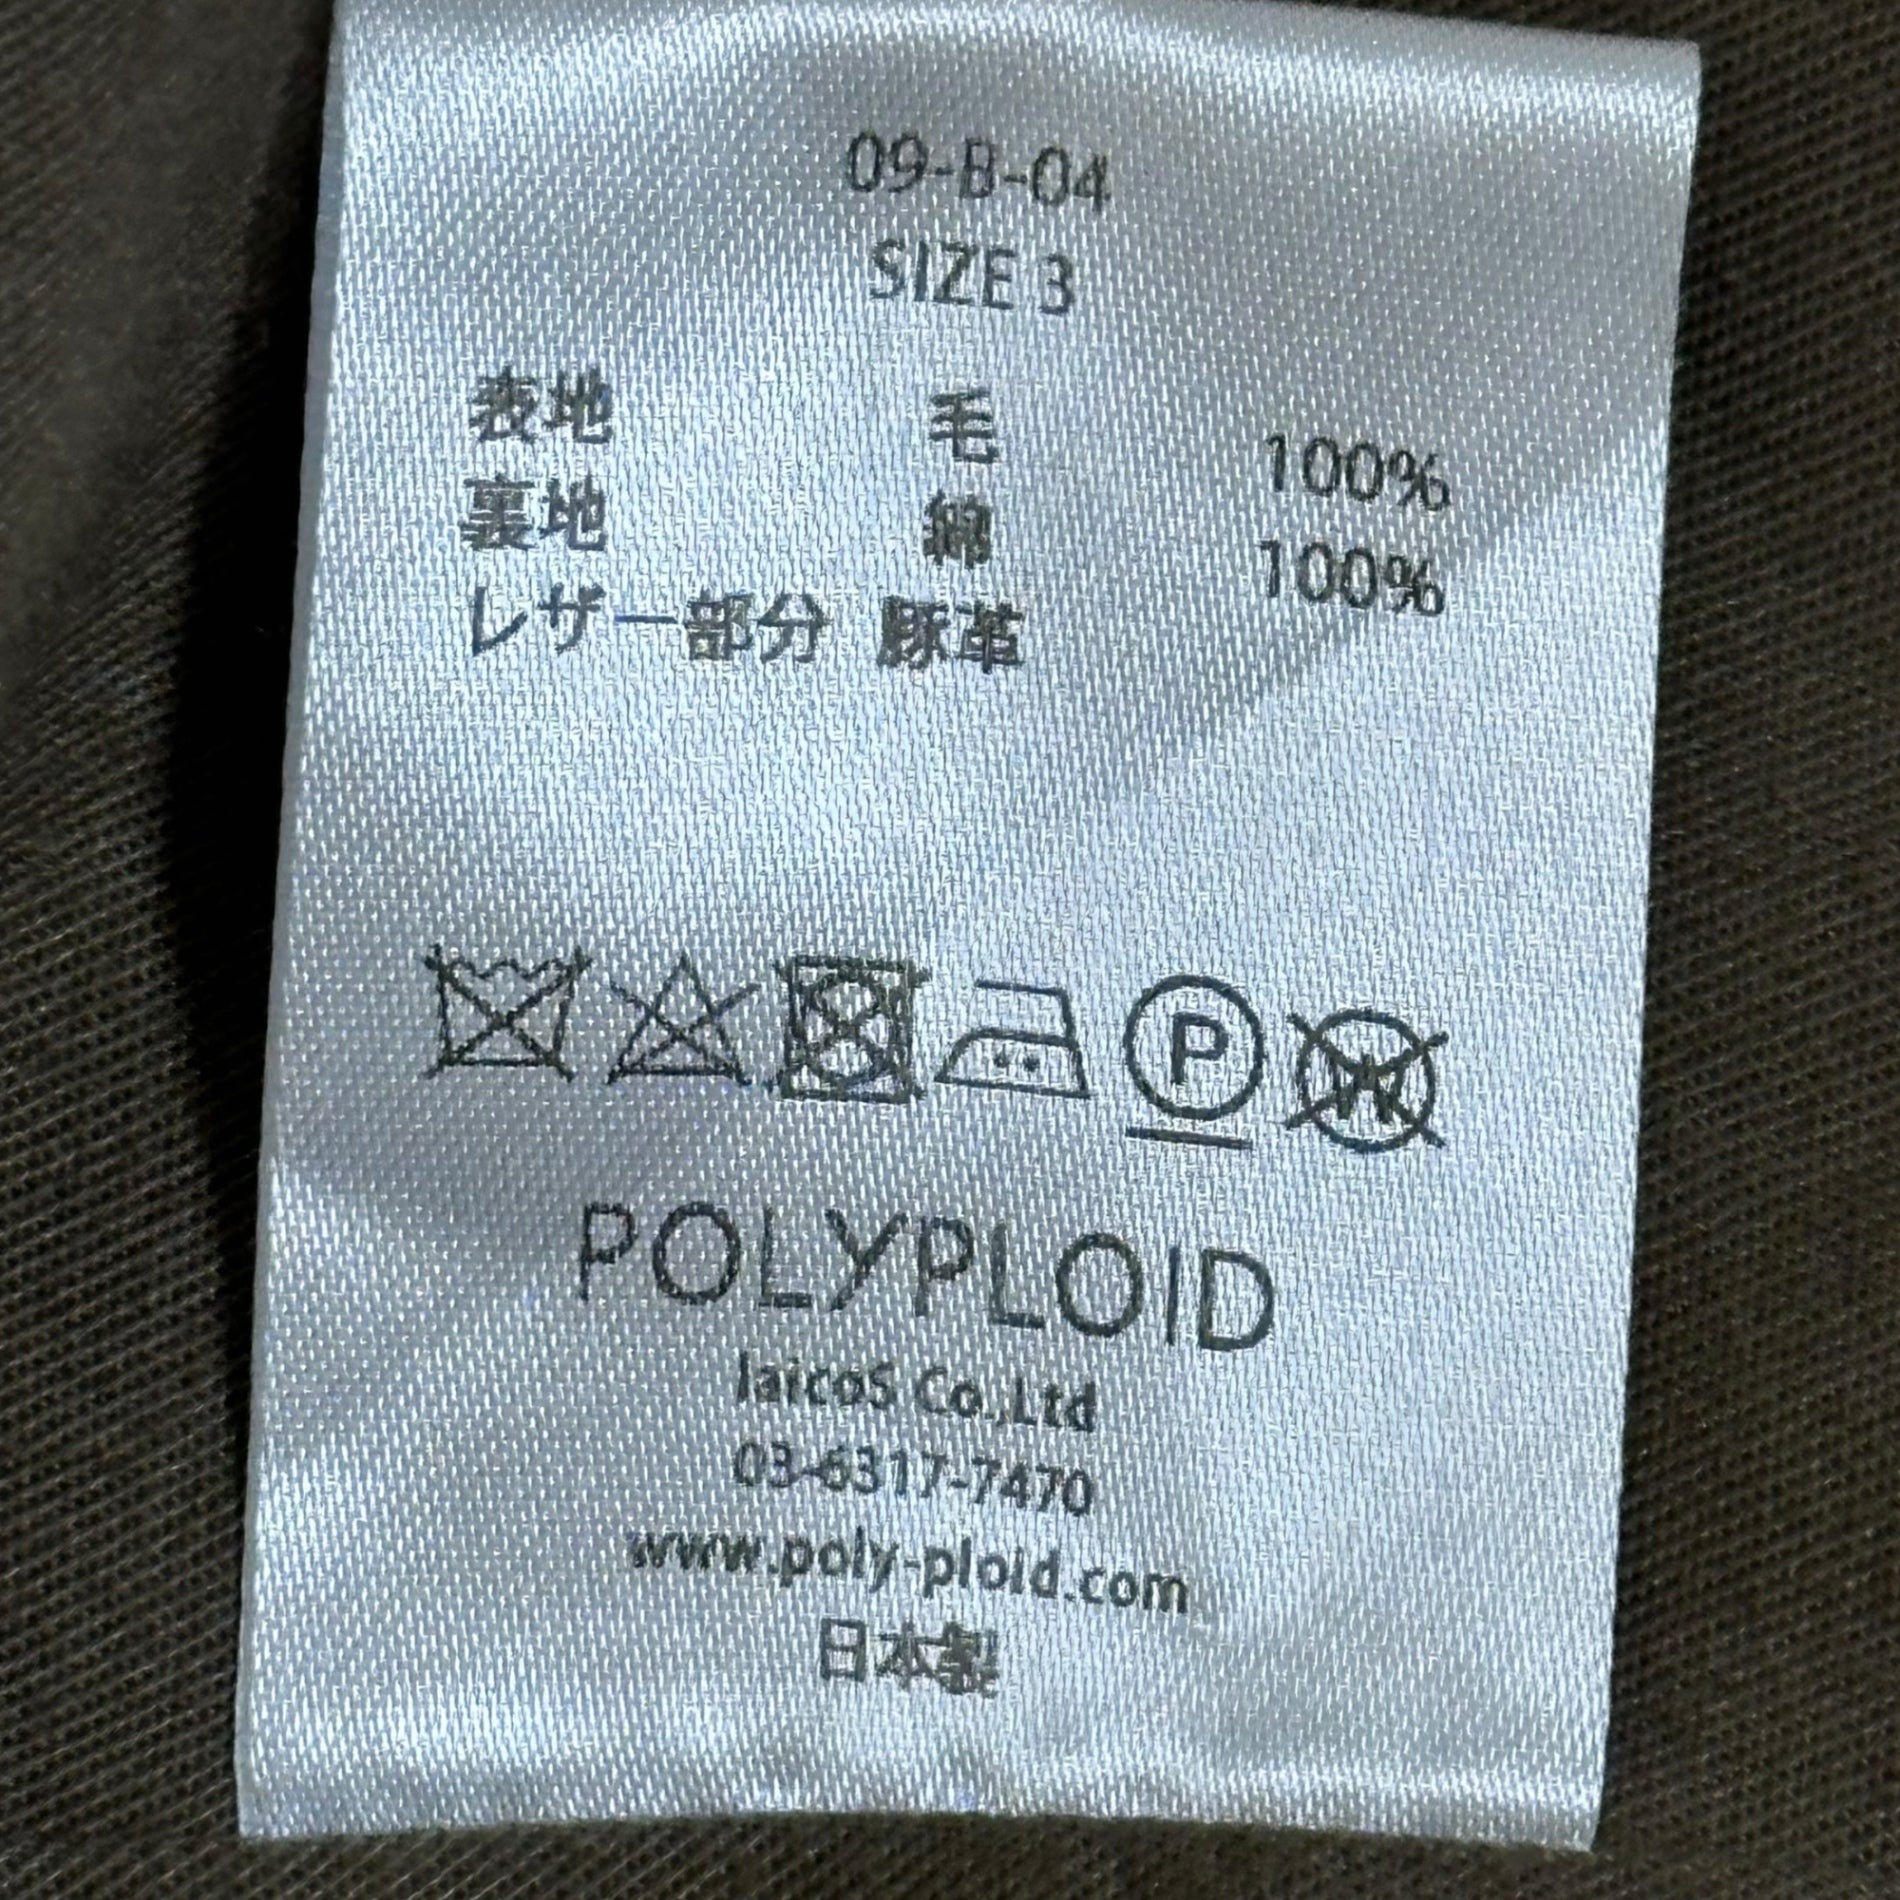 09-B-04
SIZE 3
表地 毛 100%
裏地 綿 100%
レザー部分 豚革
P W
POLYPLOID
laicoS Co.,Ltd
03-6317-7470
www.poly-ploid.com
日本製